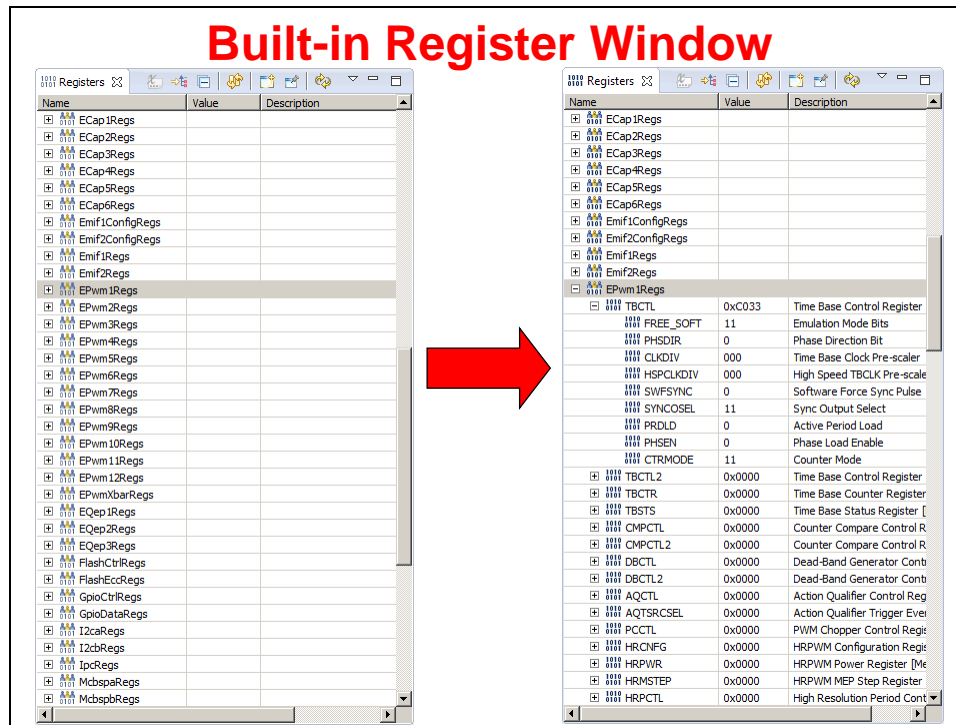 Built-in Register Window
Registers
Name Value Description
ECap1Regs
ECap2Regs
ECap3Regs
ECap4Regs
ECap5Regs
ECap6Regs
Emif1ConfigRegs
Emif2ConfigRegs
Emif1Regs
Emif2Regs
EPwm1Regs
EPwm2Regs
EPwm3Regs
EPwm4Regs
EPwm5Regs
EPwm6Regs
EPwm7Regs
EPwm8Regs
EPwm9Regs
EPwm10Regs
EPwm11Regs
EPwm12Regs
EPwmXbarRegs
EQep1Regs
EQep2Regs
EQep3Regs
FlashCtrlRegs
FlashEccRegs
GpioCtrlRegs
GpioDataRegs
I2caRegs
I2cbRegs
IpcRegs
McbspaRegs
McbspbRegs
Registers
Name Value Description
ECap1Regs
ECap2Regs
ECap3Regs
ECap4Regs
ECap5Regs
ECap6Regs
Emif1ConfigRegs
Emif2ConfigRegs
Emif1Regs
Emif2Regs
EPwm1Regs
TBCTL 0xC033 Time Base Control Register
FREE_SOFT 11 Emulation Mode Bits
PHSDIR 0 Phase Direction Bit
CLKDIV 000 Time Base Clock Pre-scaler
HSPCLKDIV 000 High Speed TBCLK Pre-scale
SWFSYNC 0 Software Force Sync Pulse
SYNCOSEL 11 Sync Output Select
PRDLD 0 Active Period Load
PHSEN 0 Phase Load Enable
CTRMODE 11 Counter Mode
TBCTL2 0x0000 Time Base Control Register
TBCTR 0x0000 Time Base Counter Register
TBSTS 0x0000 Time Base Status Register [
CMPCTL 0x0000 Counter Compare Control R
CMPCTL2 0x0000 Counter Compare Control R
DBCTL 0x0000 Dead-Band Generator Conti
DBCTL2 0x0000 Dead-Band Generator Conti
AQCTL 0x0000 Action Qualifier Control Reg
AQTSRCSEL 0x0000 Action Qualifier Trigger Ever
PCCTL 0x0000 PWM Chopper Control Regis
HRCNFG 0x0000 HRPWM Configuration Regis
HRPWR 0x0000 HRPWM Power Register [Me
HRMSTEP 0x0000 HRPWM MEP Step Register
HRPCTL 0x0000 High Resolution Period Cont